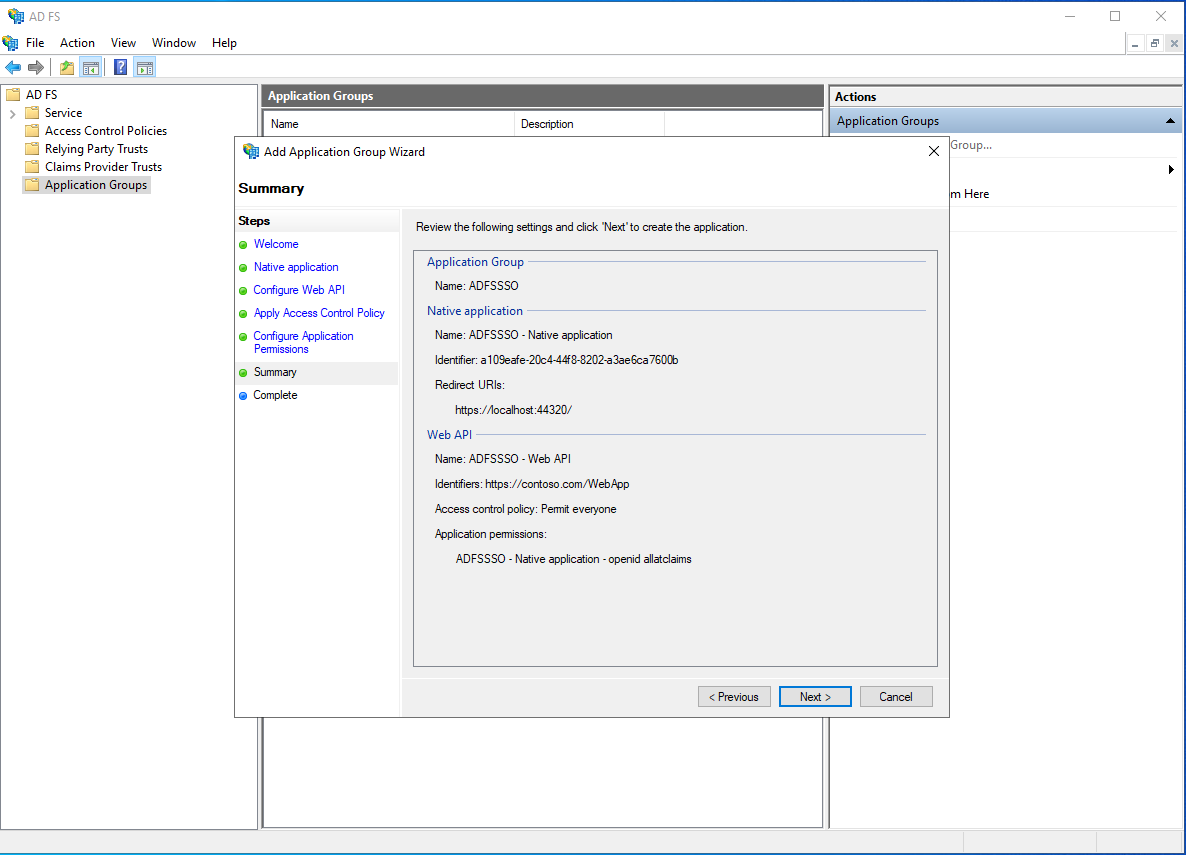 AD FS
File Action View Window Help
AD FS
Service
Access Control Policies
Relying Party Trusts
Claims Provider Trusts
Application Groups
Application Groups
Name Description
Actions
Application Groups
Group...
m Here
Add Application Group Wizard
Summary
Steps
Welcome
Native application
Configure Web API
Apply Access Control Policy
Configure Application
Permissions
Summary
Complete
Review the following settings and click 'Next' to create the application.
Application Group
Name: ADFSSSO
Native application
Name: ADFSSSO - Native application
Identifier: a109eafe-20c4-44f8-8202-a3ae6ca7600b
Redirect URIs:
https://localhost:44320/
Web API
Name: ADFSSSO - Web API
Identifiers: https://contoso.com/WebApp
Access control policy: Permit everyone
Application permissions:
ADFSSSO - Native application - openid allatclaims
< Previous Next > Cancel